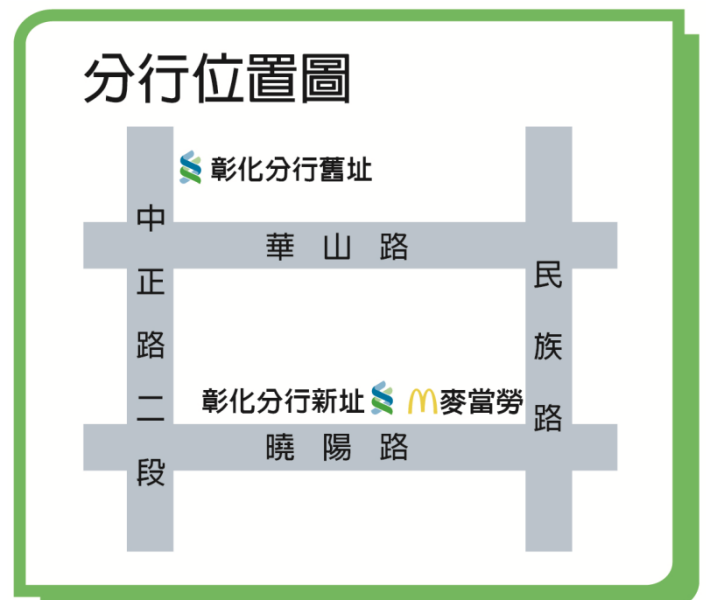 分行位置圖
彰化分行舊址
中正路二段
華山路
民族路
彰化分行新址
麥當勞
曉陽路